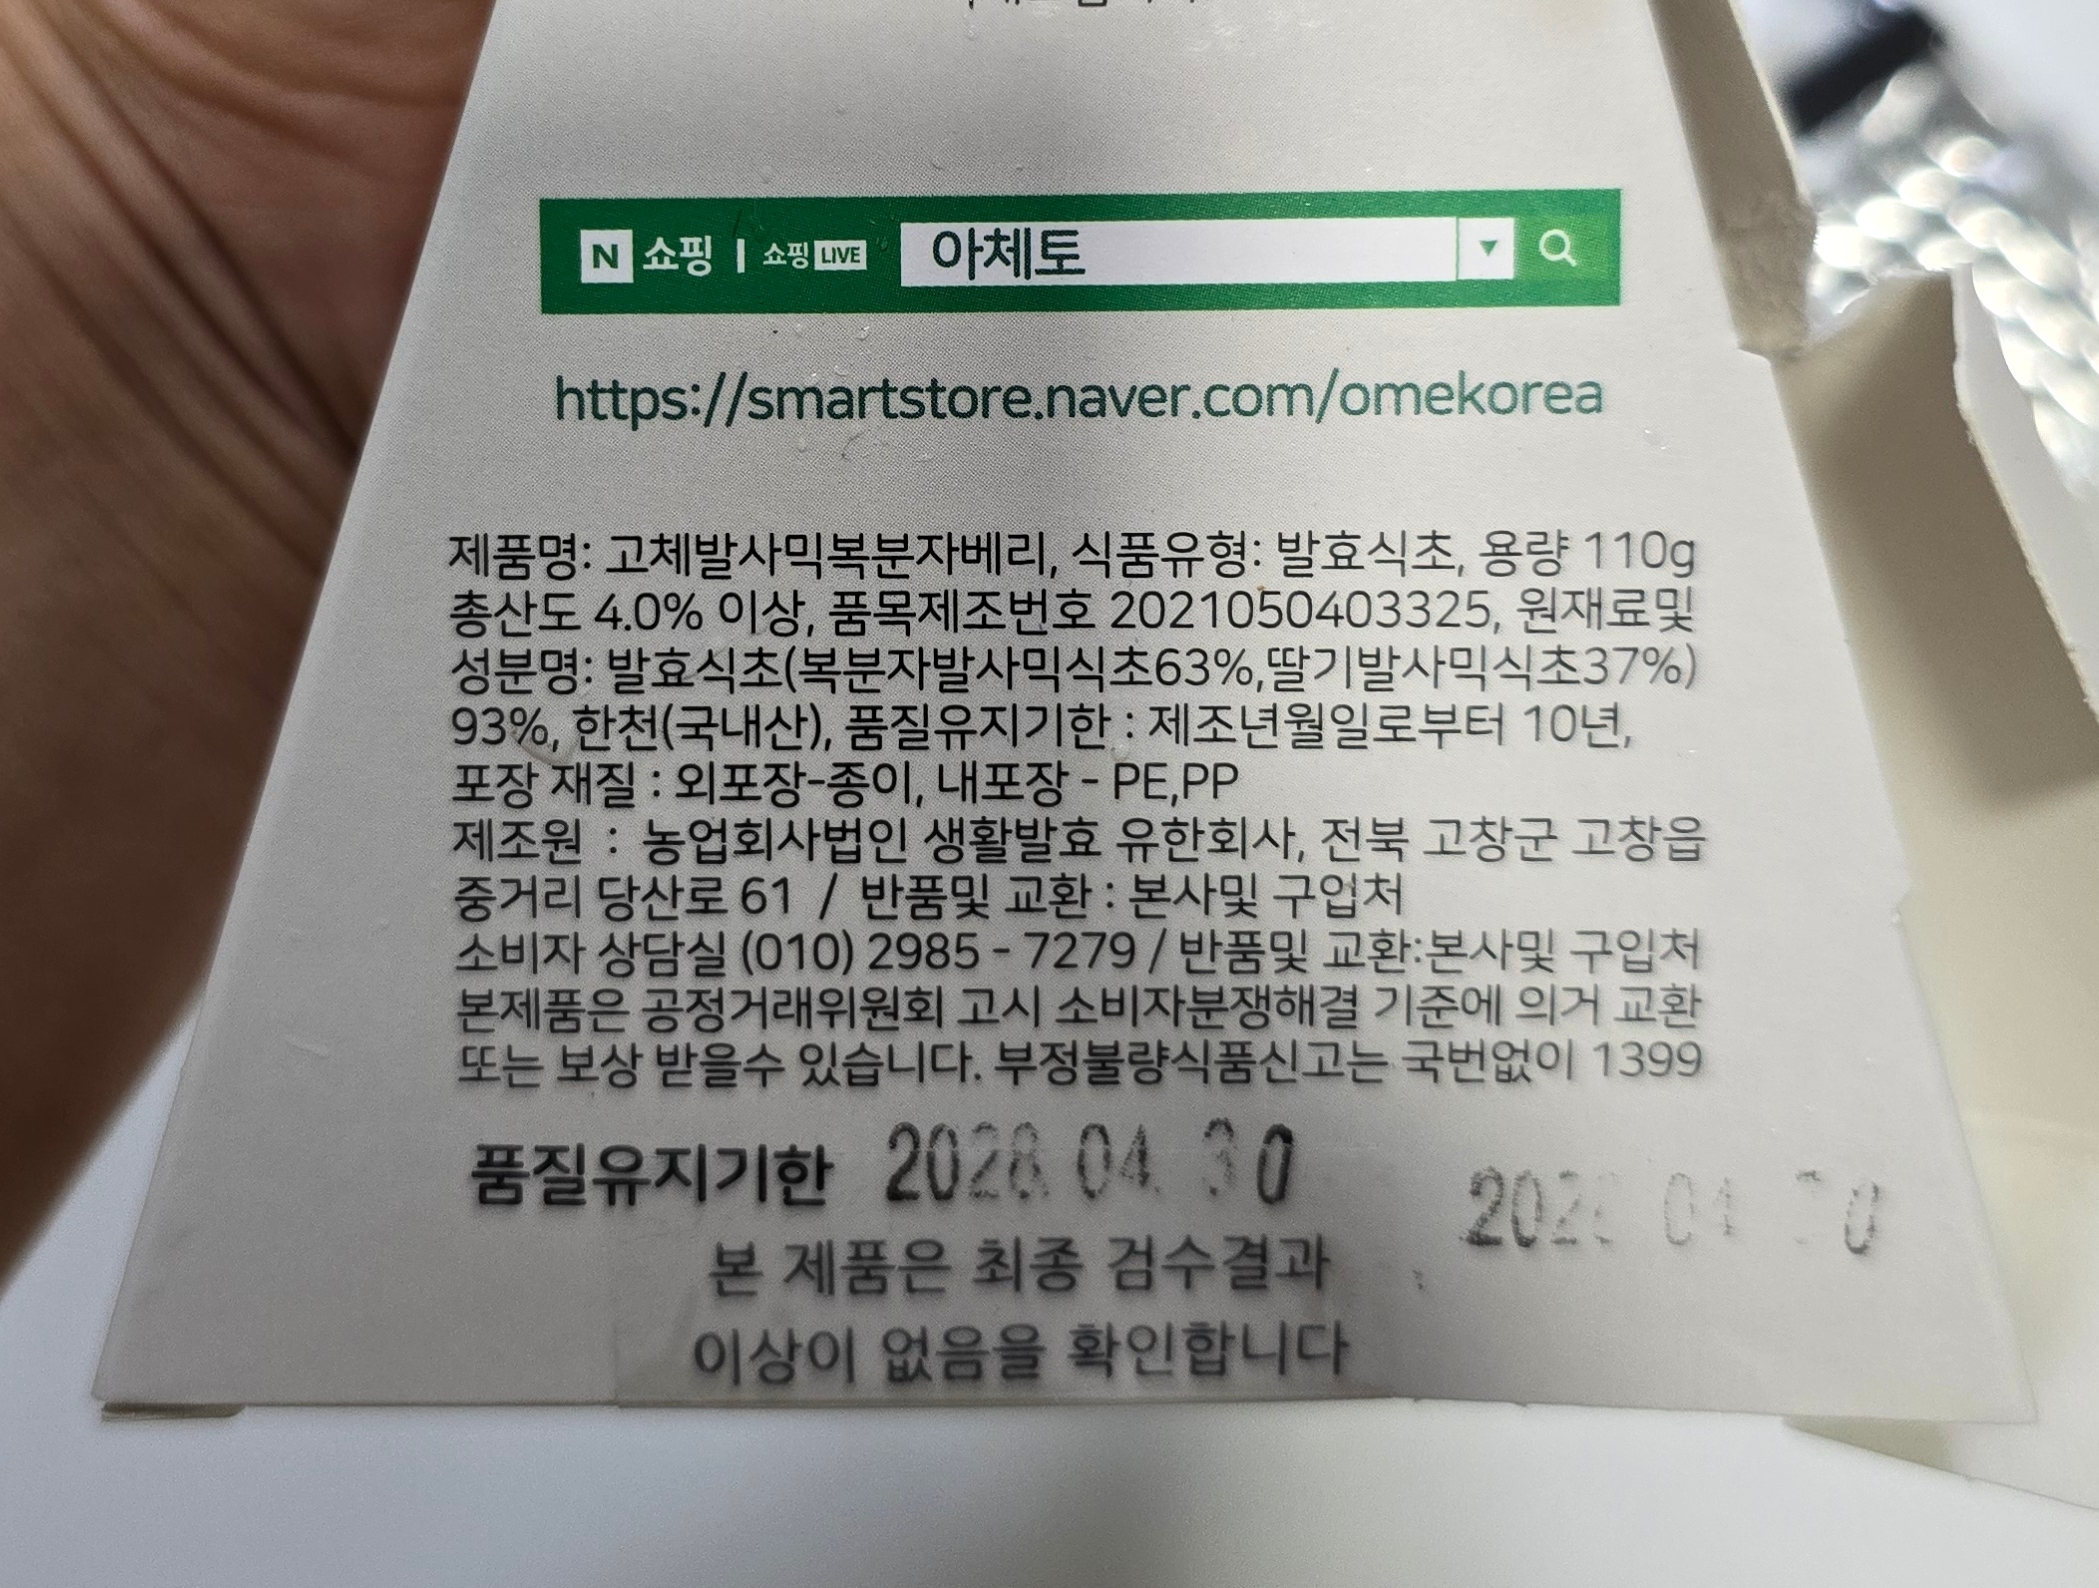 N 쇼핑 | 쇼핑 LIVE 아체토
https://smartstore.naver.com/omekorea
제품명: 고체발사믹복분자베리, 식품유형: 발효식초, 용량 110g
총산도 4.0% 이상, 품목제조번호 2021050403325, 원재료및
성분명: 발효식초(복분자발사믹식초63%,딸기발사믹식초37%)
93%, 한천(국내산), 품질유지기한 : 제조년월일로부터 10년,
포장 재질 : 외포장-종이, 내포장 - PE,PP
제조원 : 농업회사법인 생활발효 유한회사, 전북 고창군 고창읍
중거리 당산로 61 / 반품및 교환 : 본사및 구입처
소비자 상담실 (010) 2985 - 7279 / 반품및 교환:본사및 구입처
본제품은 공정거래위원회 고시 소비자분쟁해결 기준에 의거 교환
또는 보상 받을수 있습니다. 부정불량식품신고는 국번없이 1399
품질유지기한 2028 04. 30
본 제품은 최종 검수결과
이상이 없음을 확인합니다